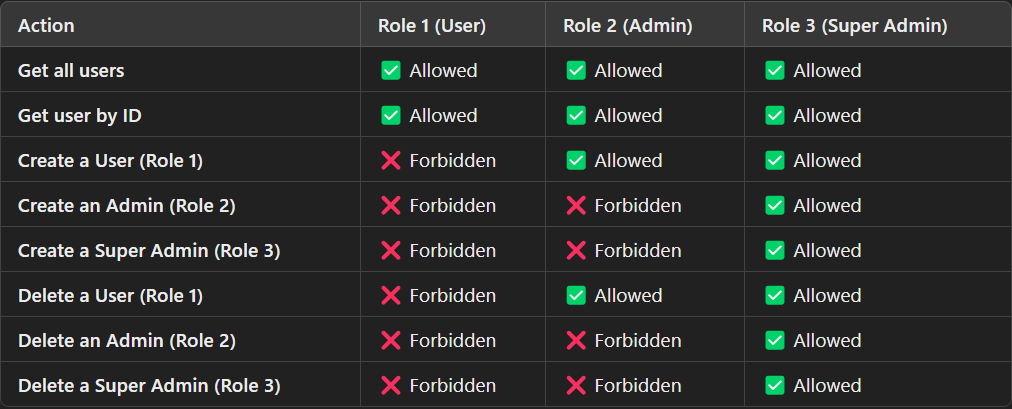 Action Role 1 (User) Role 2 (Admin) Role 3 (Super Admin)
Get all users ✅ Allowed ✅ Allowed ✅ Allowed
Get user by ID ✅ Allowed ✅ Allowed ✅ Allowed
Create a User (Role 1) ❌ Forbidden ✅ Allowed ✅ Allowed
Create an Admin (Role 2) ❌ Forbidden ❌ Forbidden ✅ Allowed
Create a Super Admin (Role 3) ❌ Forbidden ❌ Forbidden ✅ Allowed
Delete a User (Role 1) ❌ Forbidden ✅ Allowed ✅ Allowed
Delete an Admin (Role 2) ❌ Forbidden ❌ Forbidden ✅ Allowed
Delete a Super Admin (Role 3) ❌ Forbidden ❌ Forbidden ✅ Allowed